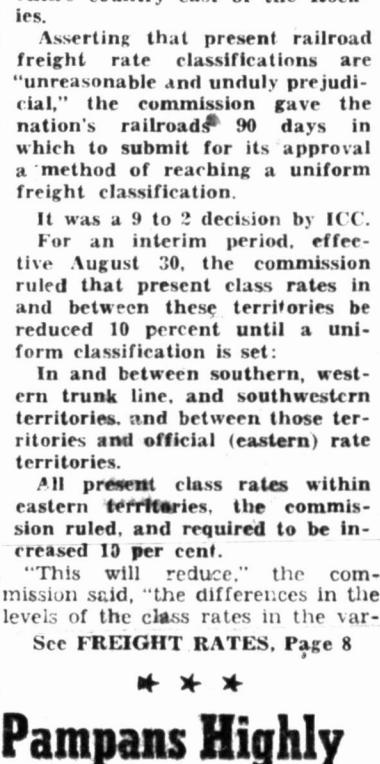 country east of the Rock-
ies.
Asserting that present railroad
freight rate classifications are
"unreasonable and unduly prejudi-
cial," the commission gave the
nation's railroads 90 days in
which to submit for its approval
a method of reaching a uniform
freight classification.
It was a 9 to 2 decision by ICC.
For an interim period, effec-
tive August 30, the commission
ruled that present class rates in
and between these territories be
reduced 10 percent until a uni-
form classification is set:
In and between southern, west-
ern trunk line, and southwestern
territories, and between those ter-
ritories and official (eastern) rate
territories.
All present class rates within
eastern territories, the commis-
sion ruled, and required to be in-
creased 10 per cent.
"This will reduce," the com-
mission said, "the differences in the
levels of the class rates in the var-
See FREIGHT RATES, Page 8
Pampans Highly